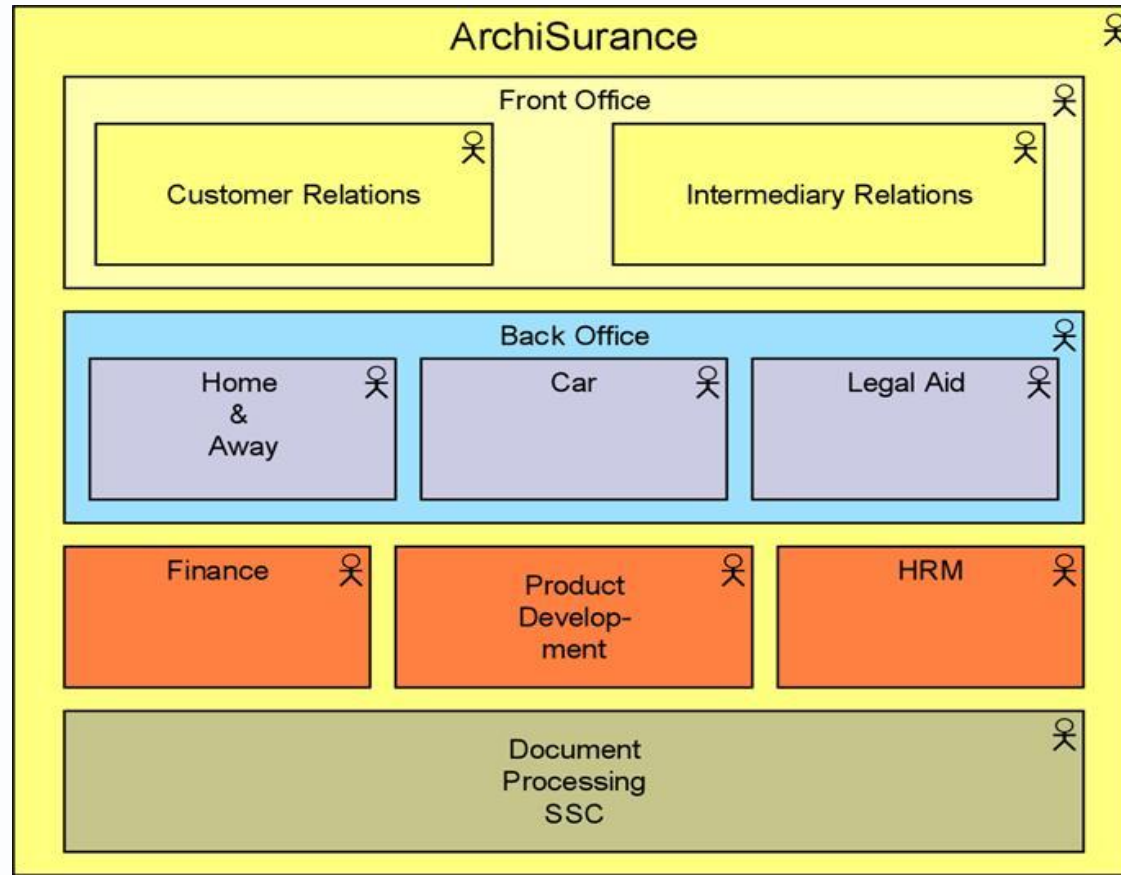 ArchiSurance
Front Office
Customer Relations
Intermediary Relations
Back Office
Home
&
Away
Car
Legal Aid
Finance
Product
Develop-
ment
HRM
Document
Processing
SSC